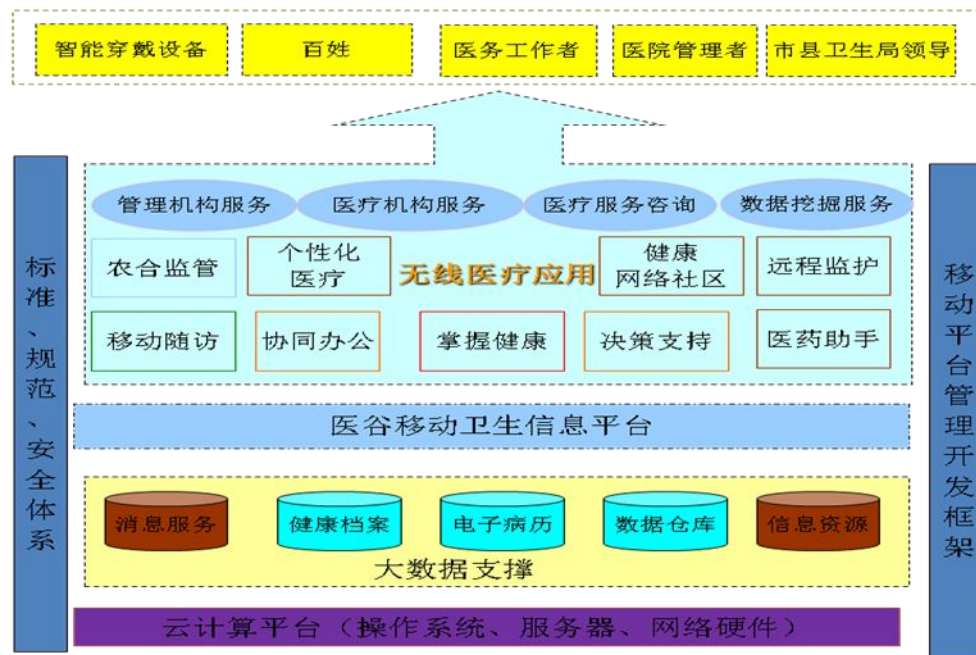 智能穿戴设备
百姓
医务工作者
医院管理者
市县卫生局领导
标准、规范、安全体系
管理机构服务
医疗机构服务
医疗服务咨询
数据挖掘服务
农合监管
个性化
医疗
无线医疗应用
健康
网络社区
远程监护
移动随访
协同办公
掌握健康
决策支持
医药助手
医谷移动卫生信息平台
消息服务
健康档案
电子病历
数据仓库
信息资源
大数据支撑
云计算平台（操作系统、服务器、网络硬件）
移动平台管理开发框架